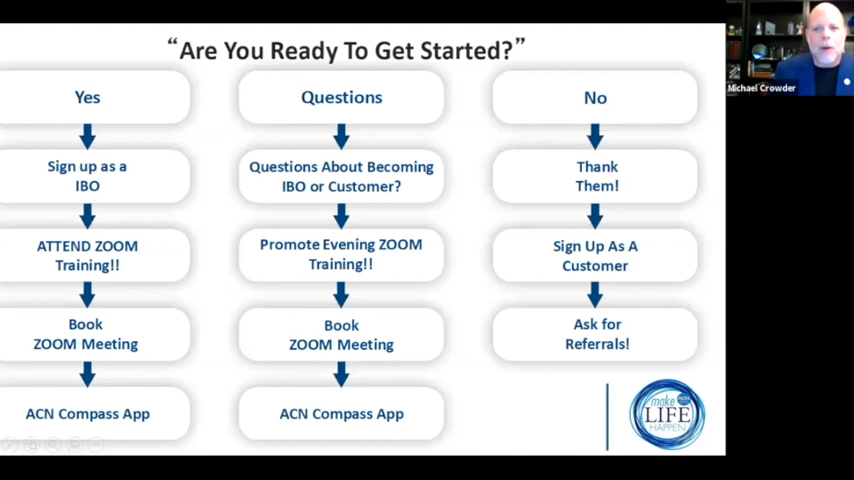 “Are You Ready To Get Started?”
Yes
Sign up as a
IBO
ATTEND ZOOM
Training!!
Book
ZOOM Meeting
ACN Compass App
Questions
Questions About Becoming
IBO or Customer?
Promote Evening ZOOM
Training!!
Book
ZOOM Meeting
ACN Compass App
No
Thank
Them!
Sign Up As A
Customer
Ask for
Referrals!
make
ACN
LIFE
HAPPEN
Michael Crowder